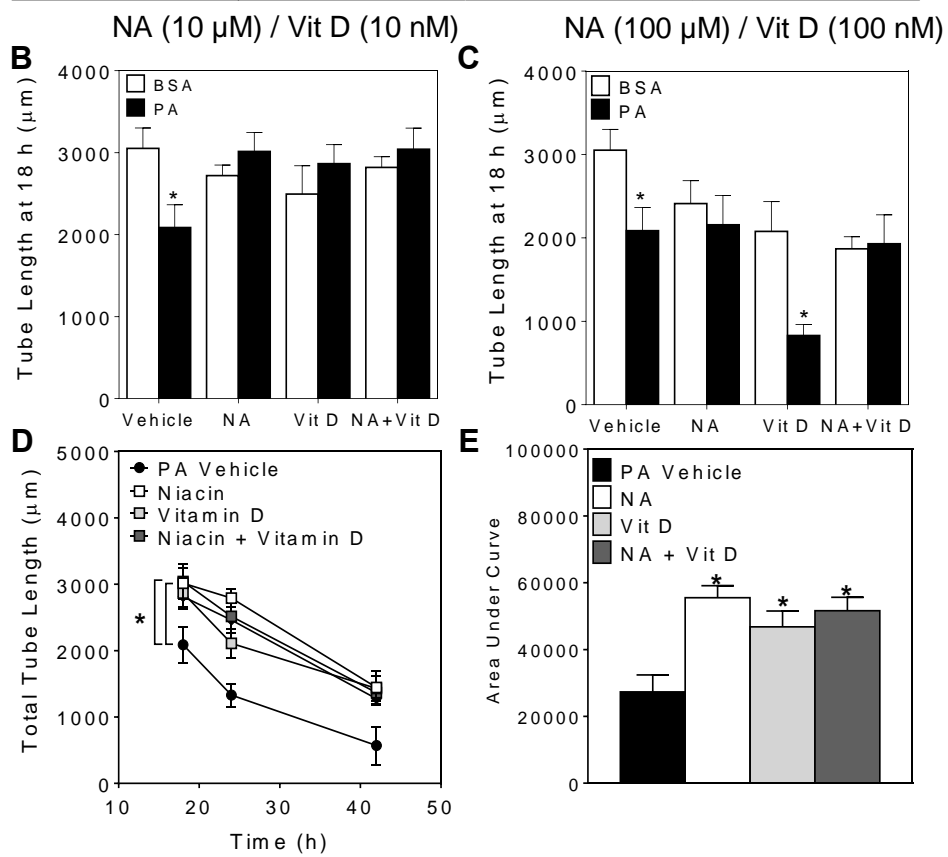 NA (10 µM) / Vit D (10 nM)
NA (100 µM) / Vit D (100 nM)
B
Tube Length at 18 h (µm)
4000
3000
2000
1000
0
BSA
PA
*
Vehicle
NA
Vit D
NA+Vit D
C
Tube Length at 18 h (µm)
4000
3000
2000
1000
0
BSA
PA
*
*
Vehicle
NA
Vit D
NA+Vit D
D
Total Tube Length (µm)
5000
4000
3000
2000
1000
0
PA Vehicle
Niacin
Vitamin D
Niacin + Vitamin D
*
10
20
30
40
50
Time (h)
E
Area Under Curve
100000
80000
60000
40000
20000
0
PA Vehicle
NA
Vit D
NA + Vit D
*
*
*